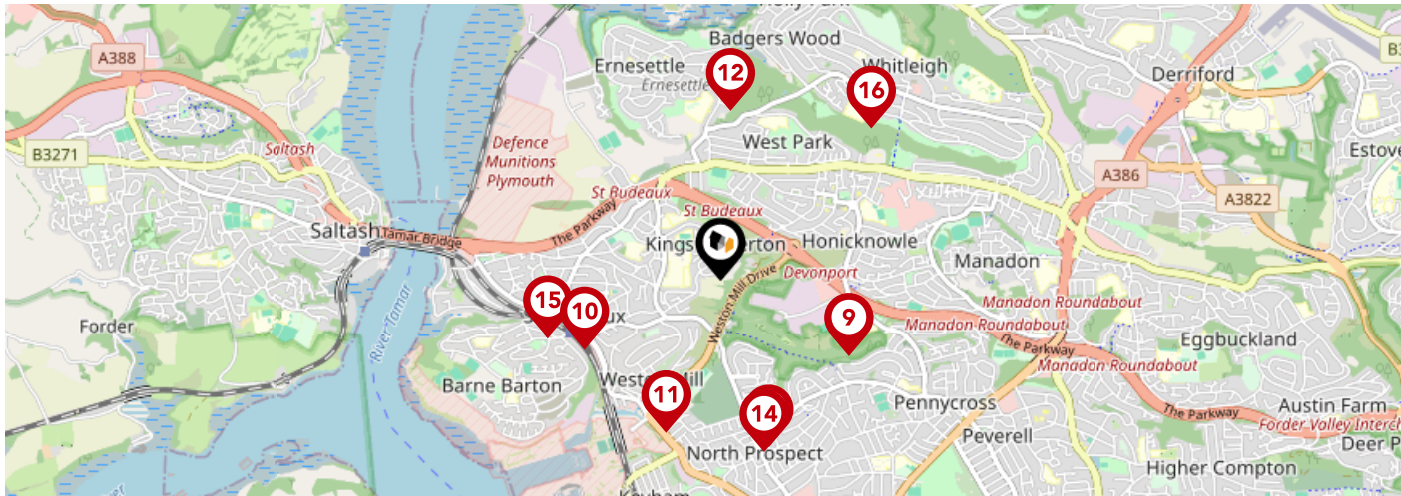 Badgers Wood
A388
Ernesettle
12
Whitleigh
Derriford
Ernesettle
16
Defence
Munitions
Plymouth
West Park
Saltash
B3271
A386
A3822
St Budeaux
St Budeaux
Saltash
Tamar Bridge
The Parkway
Honicknowle
Devonport
Manadon
Weston Mill Drive
15
10
9
River Tamar
Forder
Manadon Roundabout
Manadon Roundabout
The Parkway
Manadon Roundabout
Eggbuckland
Barne Barton
11
14
Pennycross
The Parkway
Austin Farm
Peverell
North Prospect
Higher Compton